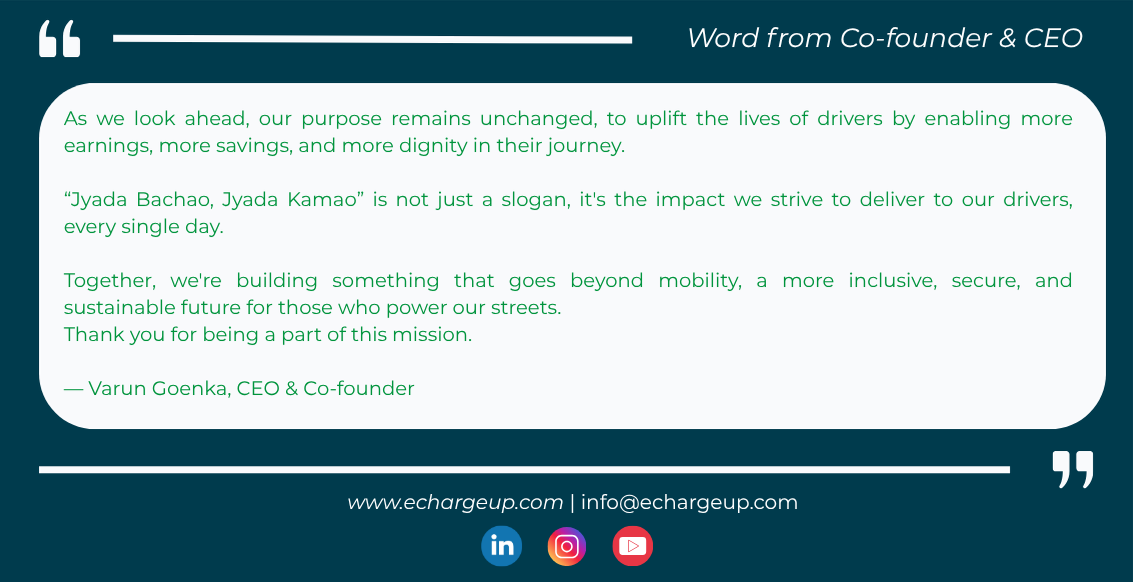 Word from Co-founder & CEO
As we look ahead, our purpose remains unchanged, to uplift the lives of drivers by enabling more
earnings, more savings, and more dignity in their journey.
“Jyada Bachao, Jyada Kamao” is not just a slogan, it's the impact we strive to deliver to our drivers,
every single day.
Together, we're building something that goes beyond mobility, a more inclusive, secure, and
sustainable future for those who power our streets.
Thank you for being a part of this mission.
— Varun Goenka, CEO & Co-founder
www.echargeup.com | info@echargeup.com
in